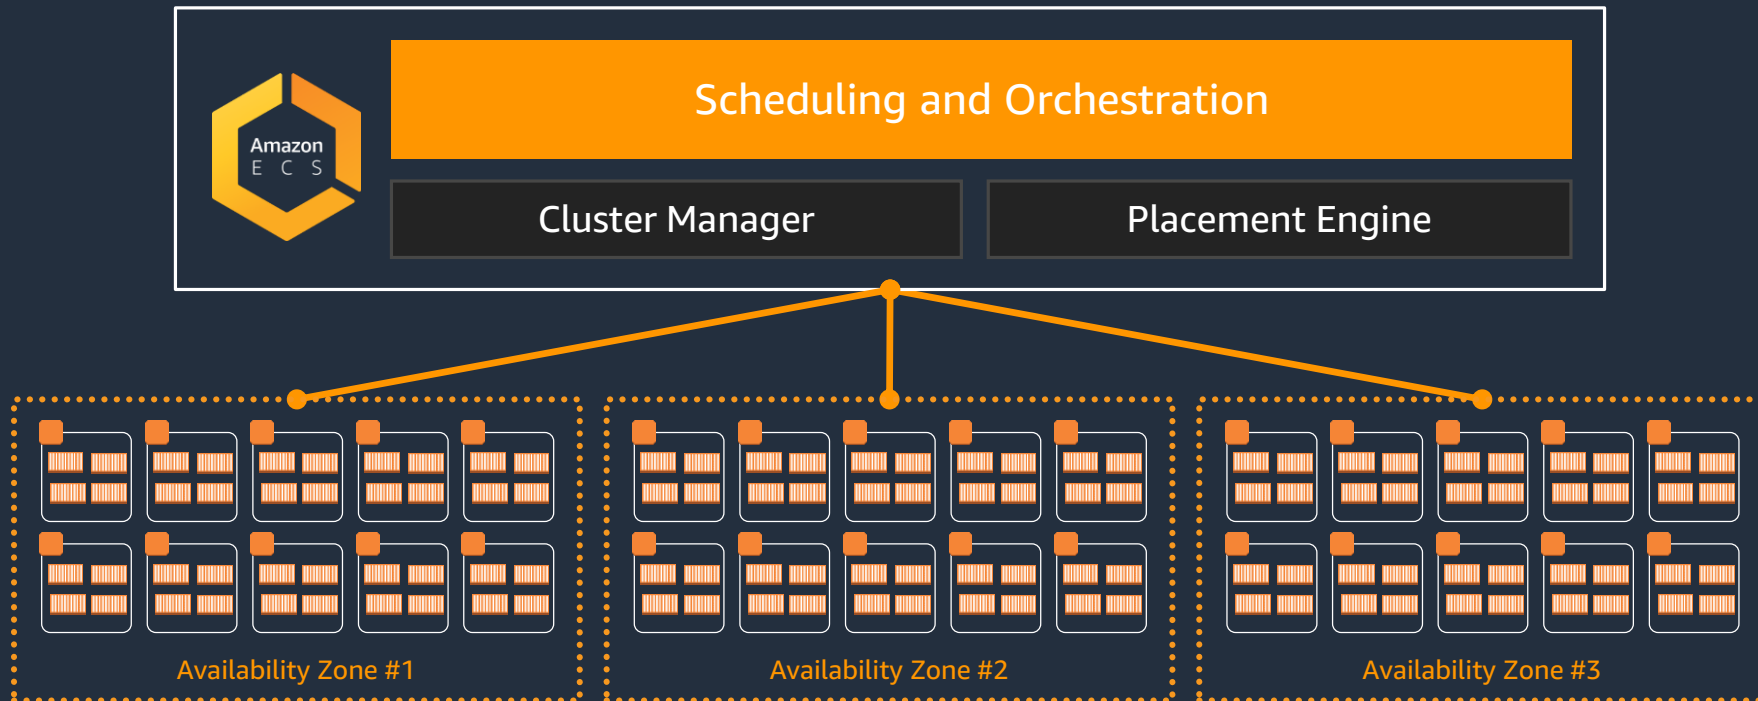 Scheduling and Orchestration
Amazon
E C S
Cluster Manager
Placement Engine
Availability Zone #1
Availability Zone #2
Availability Zone #3